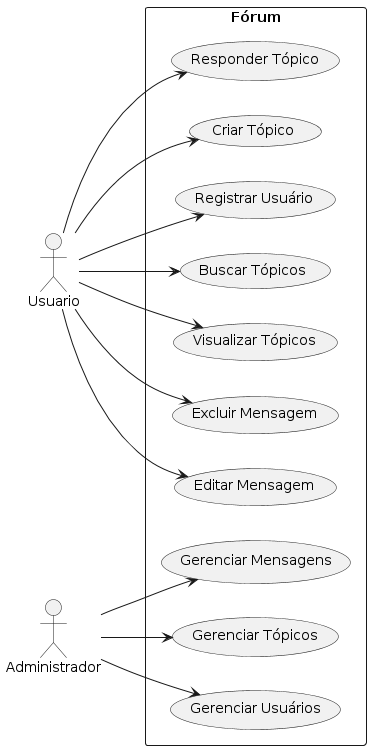 Fórum
Responder Tópico
Criar Tópico
Registrar Usuário
Buscar Tópicos
Usuario
Visualizar Tópicos
Excluir Mensagem
Editar Mensagem
Gerenciar Mensagens
Gerenciar Tópicos
Administrador
Gerenciar Usuários